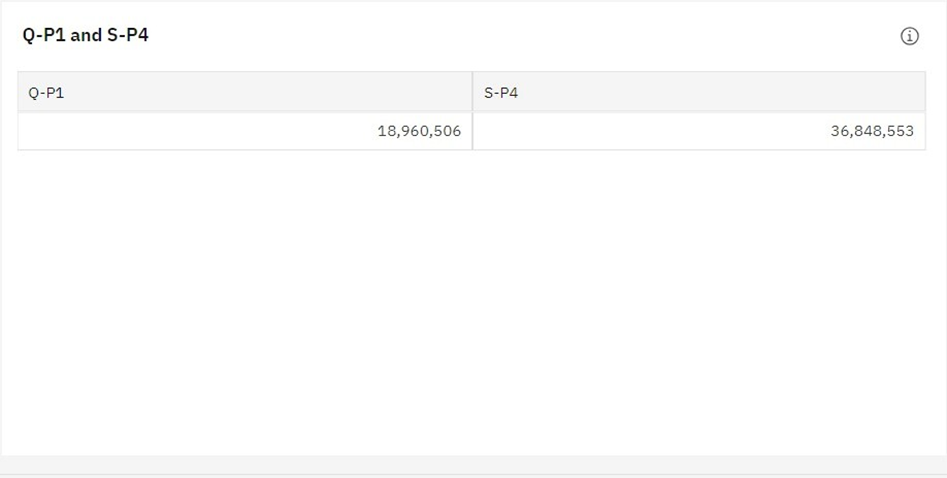 Q-P1 and S-P4
Q-P1 S-P4
18,960,506 36,848,553